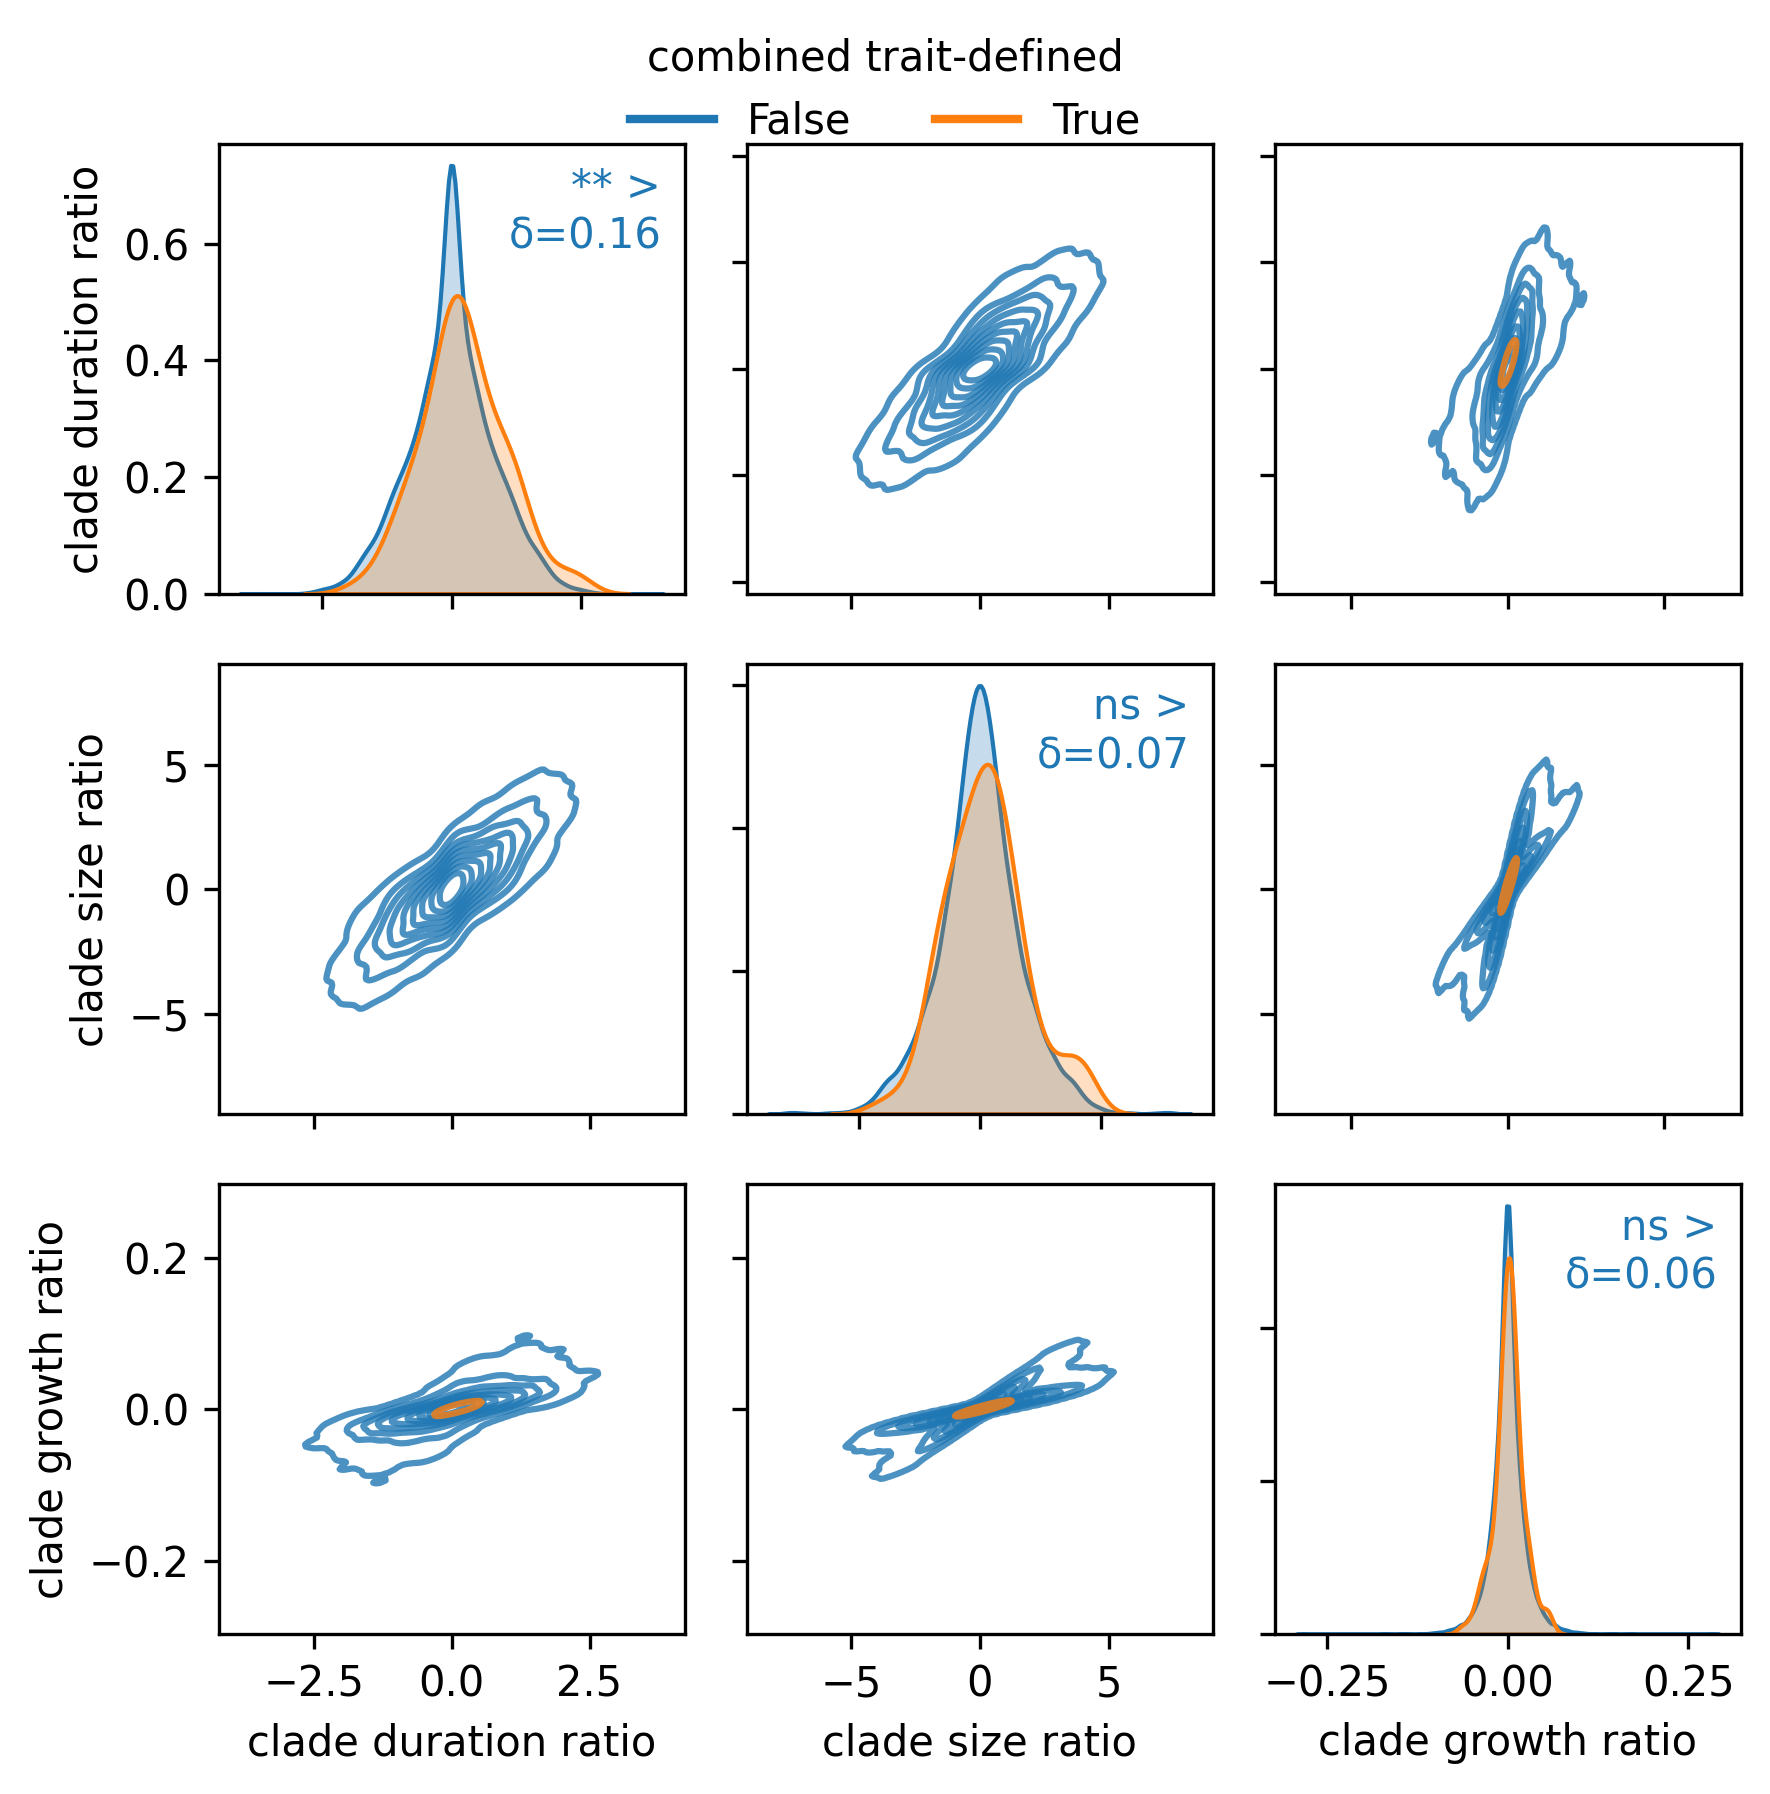 combined trait-defined
False True
clade duration ratio
0.6
0.4
0.2
0.0
** >
δ=0.16
clade size ratio
5
0
−5
ns >
δ=0.07
clade growth ratio
0.2
0.0
−0.2
ns >
δ=0.06
−2.5 0.0 2.5
−5 0 5
−0.25 0.00 0.25
clade duration ratio
clade size ratio
clade growth ratio